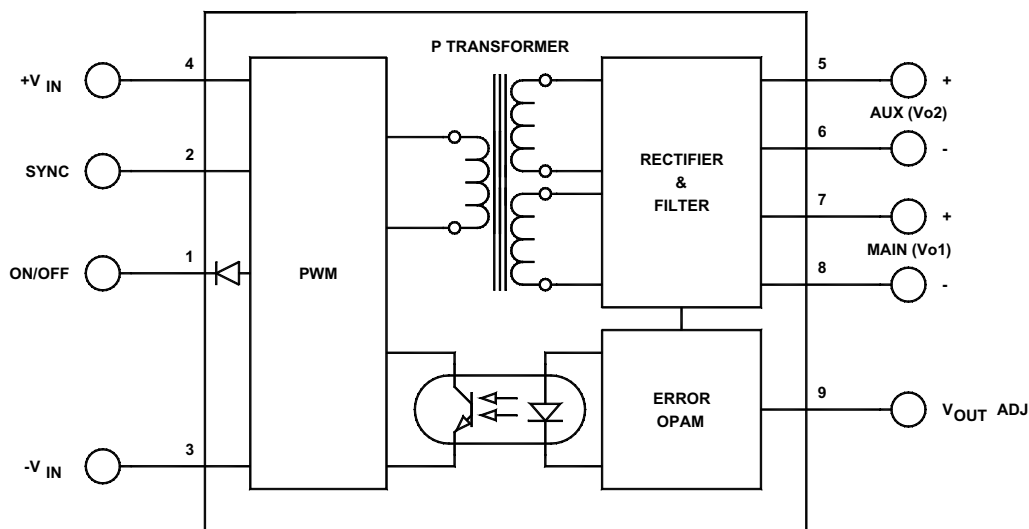 P TRANSFORMER
+V IN
4
SYNC
2
ON/OFF
1
-V IN
3
PWM
RECTIFIER
&
FILTER
ERROR
OPAM
5
+
AUX (Vo2)
6
-
7
+
MAIN (Vo1)
8
-
9
VOUT ADJ